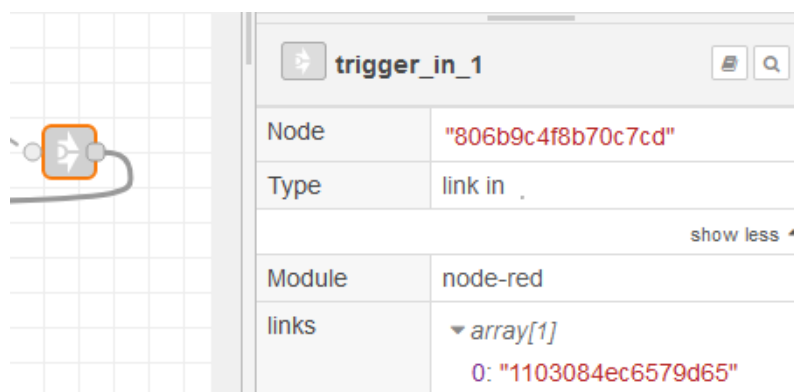 trigger_in_1
Node "806b9c4f8b70c7cd"
Type link in
show less
Module node-red
links array[1]
0: "1103084ec6579d65"